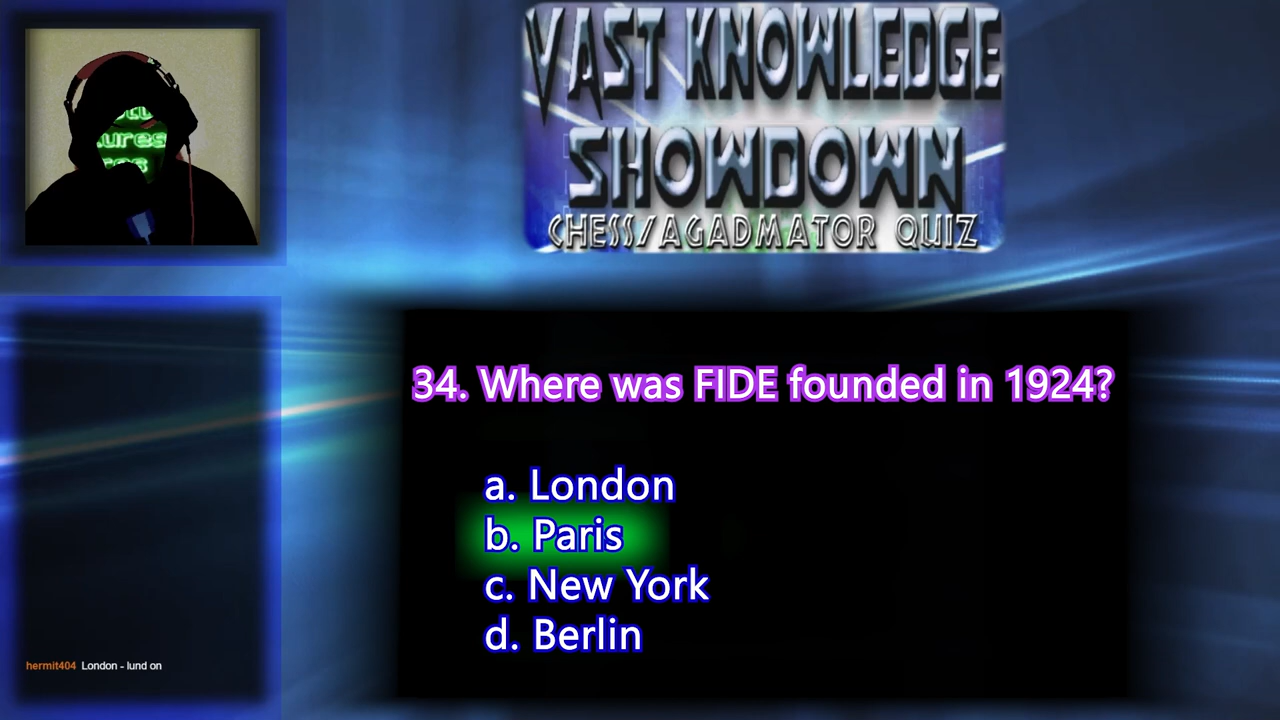 VAST KNOWLEDGE
SHOWDOWN
CHESS/AGADMATOR QUIZ
ures
34. Where was FIDE founded in 1924?
a. London
b. Paris
c. New York
d. Berlin
hermit404 London - lund on